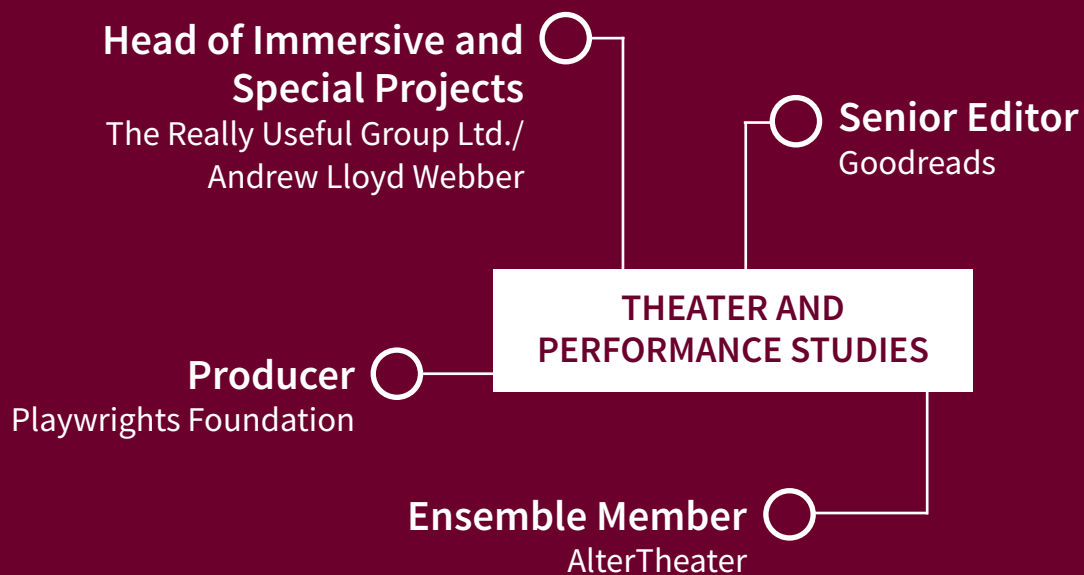 Head of Immersive and
Special Projects
The Really Useful Group Ltd./
Andrew Lloyd Webber
Senior Editor
Goodreads
THEATER AND
PERFORMANCE STUDIES
Producer
Playwrights Foundation
Ensemble Member
AlterTheater